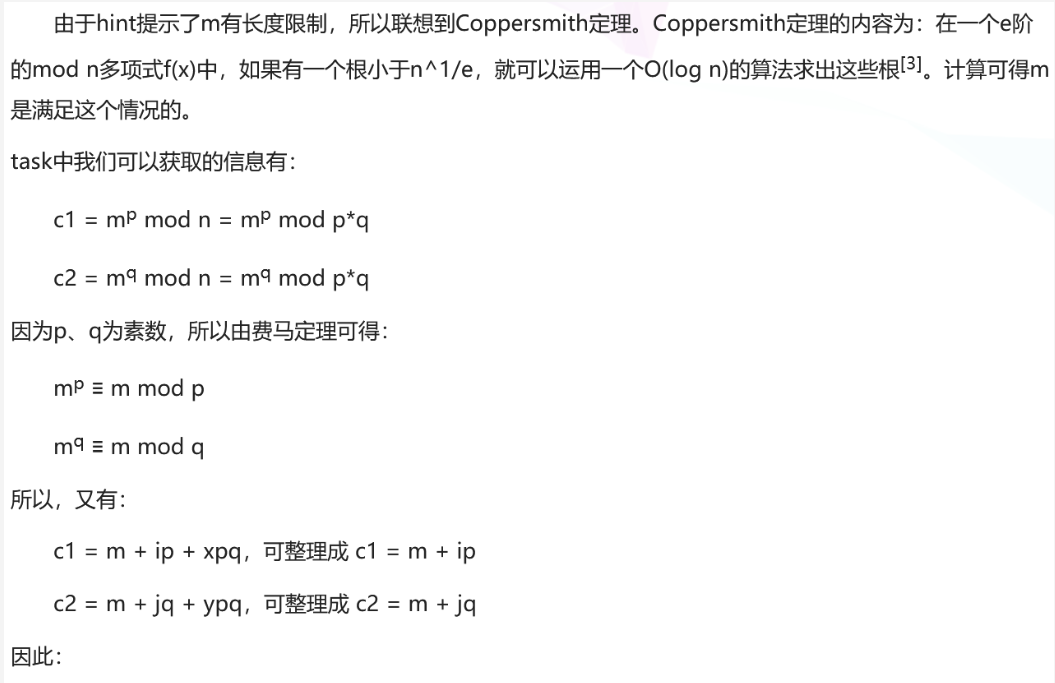 由于hint提示了m有长度限制，所以联想到Coppersmith定理。Coppersmith定理的内容为：在一个e阶
的mod n多项式f(x)中，如果有一个根小于n^1/e，就可以运用一个O(log n)的算法求出这些根[3]。计算可得m
是满足这个情况的。
task中我们可以获取的信息有：
c1 = mᵖ mod n = mᵖ mod p*q
c2 = m^q mod n = m^q mod p*q
因为p、q为素数，所以由费马定理可得：
mᵖ ≡ m mod p
m^q ≡ m mod q
所以，又有：
c1 = m + ip + xpq，可整理成 c1 = m + ip
c2 = m + jq + ypq，可整理成 c2 = m + jq
因此：